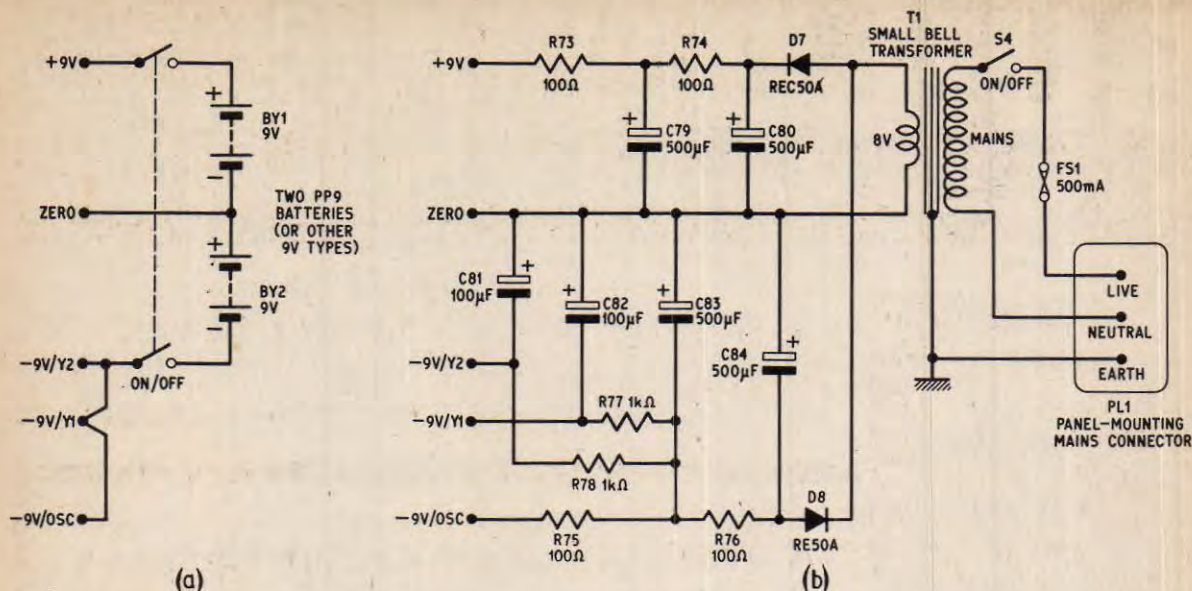 +9V
+
BY1
9V
-
ZERO
TWO PP9
BATTERIES
(OR OTHER
9V TYPES)
+
BY2
9V
-
-9V/Y2
ON/OFF
-9V/Y1
-9V/OSC
(a)
+9V
R73
100Ω
R74
100Ω
D7
REC50A
T1
SMALL BELL
TRANSFORMER
S4
ON/OFF
+
C79
500µF
+
C80
500µF
8V
MAINS
FS1
500mA
ZERO
C81
100µF
+
+
C82
100µF
+
C83
500µF
C84
500µF
+
LIVE
NEUTRAL
EARTH
PL1
PANEL-MOUNTING
MAINS CONNECTOR
-9V/Y2
-9V/Y1
R77 1kΩ
R78 1kΩ
-9V/OSC
R75
100Ω
R76
100Ω
D8
RE50A
(b)